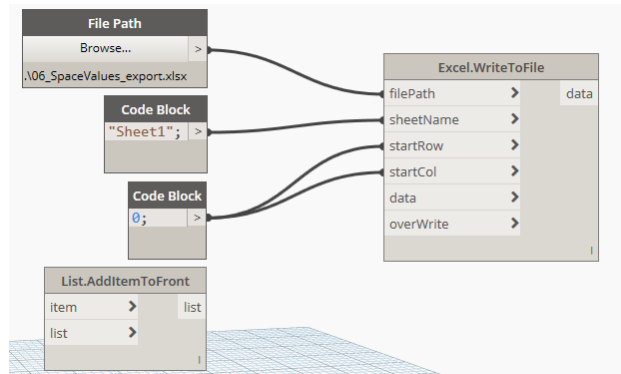 File Path
Browse... >
.\06_SpaceValues_export.xlsx
Code Block
"Sheet1"; >
Code Block
0; >
List.AddItemToFront
item > list
list >
l
Excel.WriteToFile
filePath > data
sheetName >
startRow >
startCol >
data >
overWrite >
l